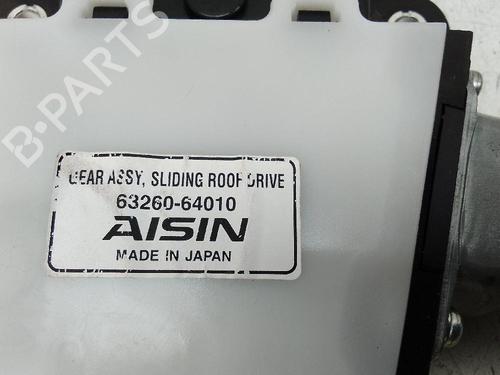 B-PARTS
GEAR ASSY, SLIDING ROOF DRIVE
63260-64010
AISIN
MADE IN JAPAN